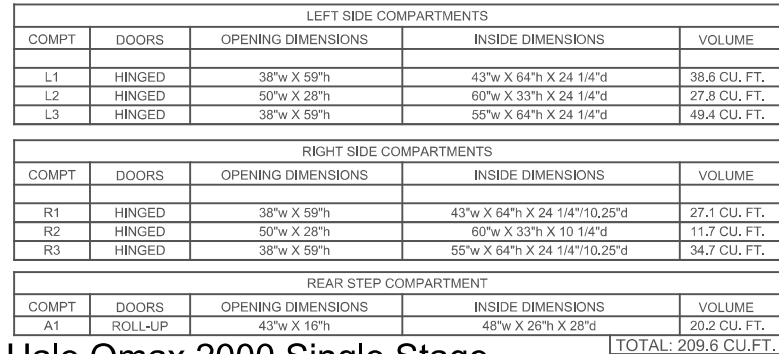 LEFT SIDE COMPARTMENTS
COMPT DOORS OPENING DIMENSIONS INSIDE DIMENSIONS VOLUME
L1 HINGED 38"w X 59"h 43"w X 64"h X 24 1/4"d 38.6 CU. FT.
L2 HINGED 50"w X 28"h 60"w X 33"h X 24 1/4"d 27.8 CU. FT.
L3 HINGED 38"w X 59"h 55"w X 64"h X 24 1/4"d 49.4 CU. FT.
RIGHT SIDE COMPARTMENTS
COMPT DOORS OPENING DIMENSIONS INSIDE DIMENSIONS VOLUME
R1 HINGED 38"w X 59"h 43"w X 64"h X 24 1/4"/10.25"d 27.1 CU. FT.
R2 HINGED 50"w X 28"h 60"w X 33"h X 10 1/4"d 11.7 CU. FT.
R3 HINGED 38"w X 59"h 55"w X 64"h X 24 1/4"/10.25"d 34.7 CU. FT.
REAR STEP COMPARTMENT
COMPT DOORS OPENING DIMENSIONS INSIDE DIMENSIONS VOLUME
A1 ROLL-UP 43"w X 16"h 48"w X 26"h X 28"d 20.2 CU. FT.
TOTAL: 209.6 CU.FT.
Hale Qmax 2000 Single Stage